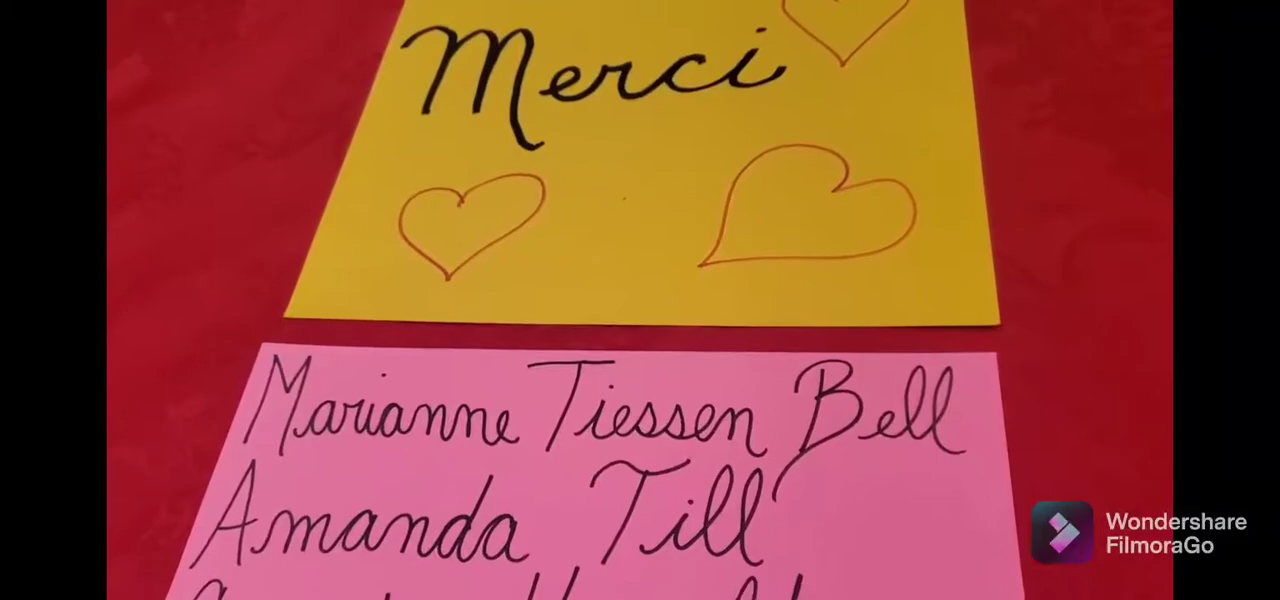 Merci
Marianne Tiessen Bell
Amanda Till
Wondershare
FilmoraGo